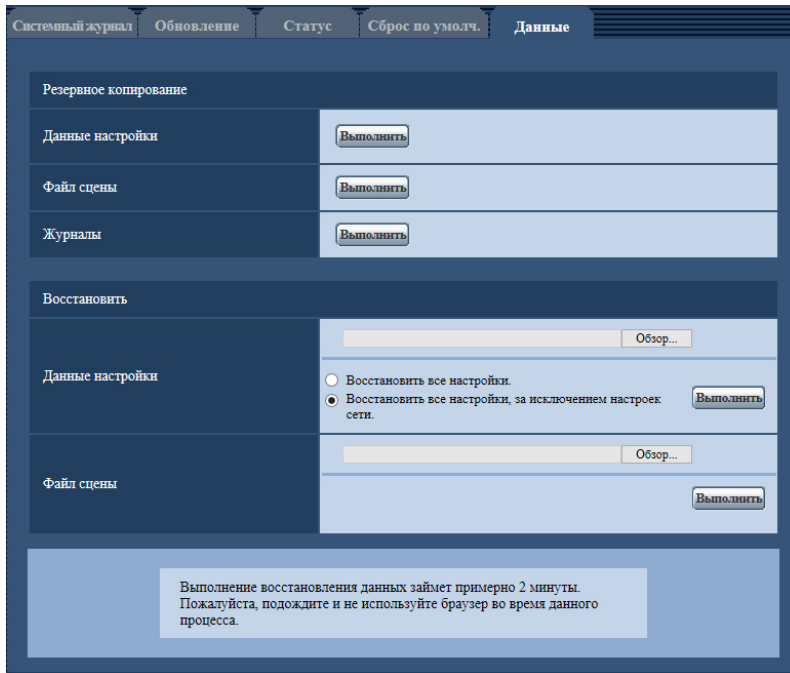 Системный журнал Обновление Статус Сброс по умолч. Данные
Резервное копирование
Данные настройки Выполнить
Файл сцены Выполнить
Журналы Выполнить
Восстановить
Обзор...
Данные настройки
Восстановить все настройки.
Восстановить все настройки, за исключением настроек
сети.
Выполнить
Обзор...
Файл сцены
Выполнить
Выполнение восстановления данных займет примерно 2 минуты.
Пожалуйста, подождите и не используйте браузер во время данного
процесса.